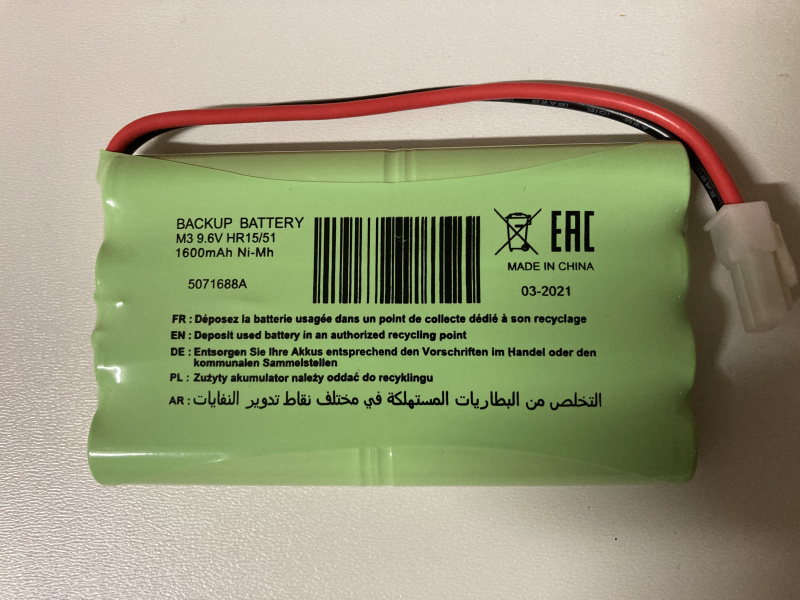 BACKUP BATTERY
M3 9.6V HR15/51
1600mAh Ni-Mh
5071688A
EAC
MADE IN CHINA
03-2021
FR : Déposez la batterie usagée dans un point de collecte dédié à son recyclage
EN : Deposit used battery in an authorized recycling point
DE : Entsorgen Sie Ihre Akkus entsprechend den Vorschriften im Handel oder den
kommunalen Sammelstellen
PL : Zużyty akumulator należy oddać do recyklingu
AR : التخلص من البطاريات المستهلكة في مختلف نقاط تدوير النفايات